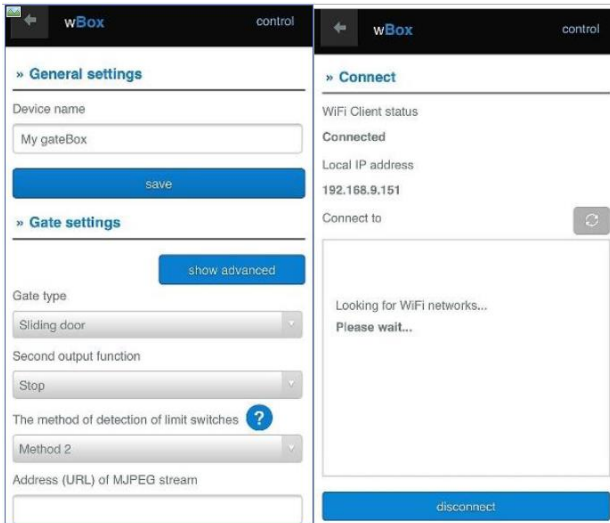 wBox
control
» General settings
Device name
My gateBox
save
» Gate settings
show advanced
Gate type
Sliding door
Second output function
Stop
The method of detection of limit switches ?
Method 2
Address (URL) of MJPEG stream
wBox
control
» Connect
WiFi Client status
Connected
Local IP address
192.168.9.151
Connect to
Looking for WiFi networks...
Please wait...
disconnect